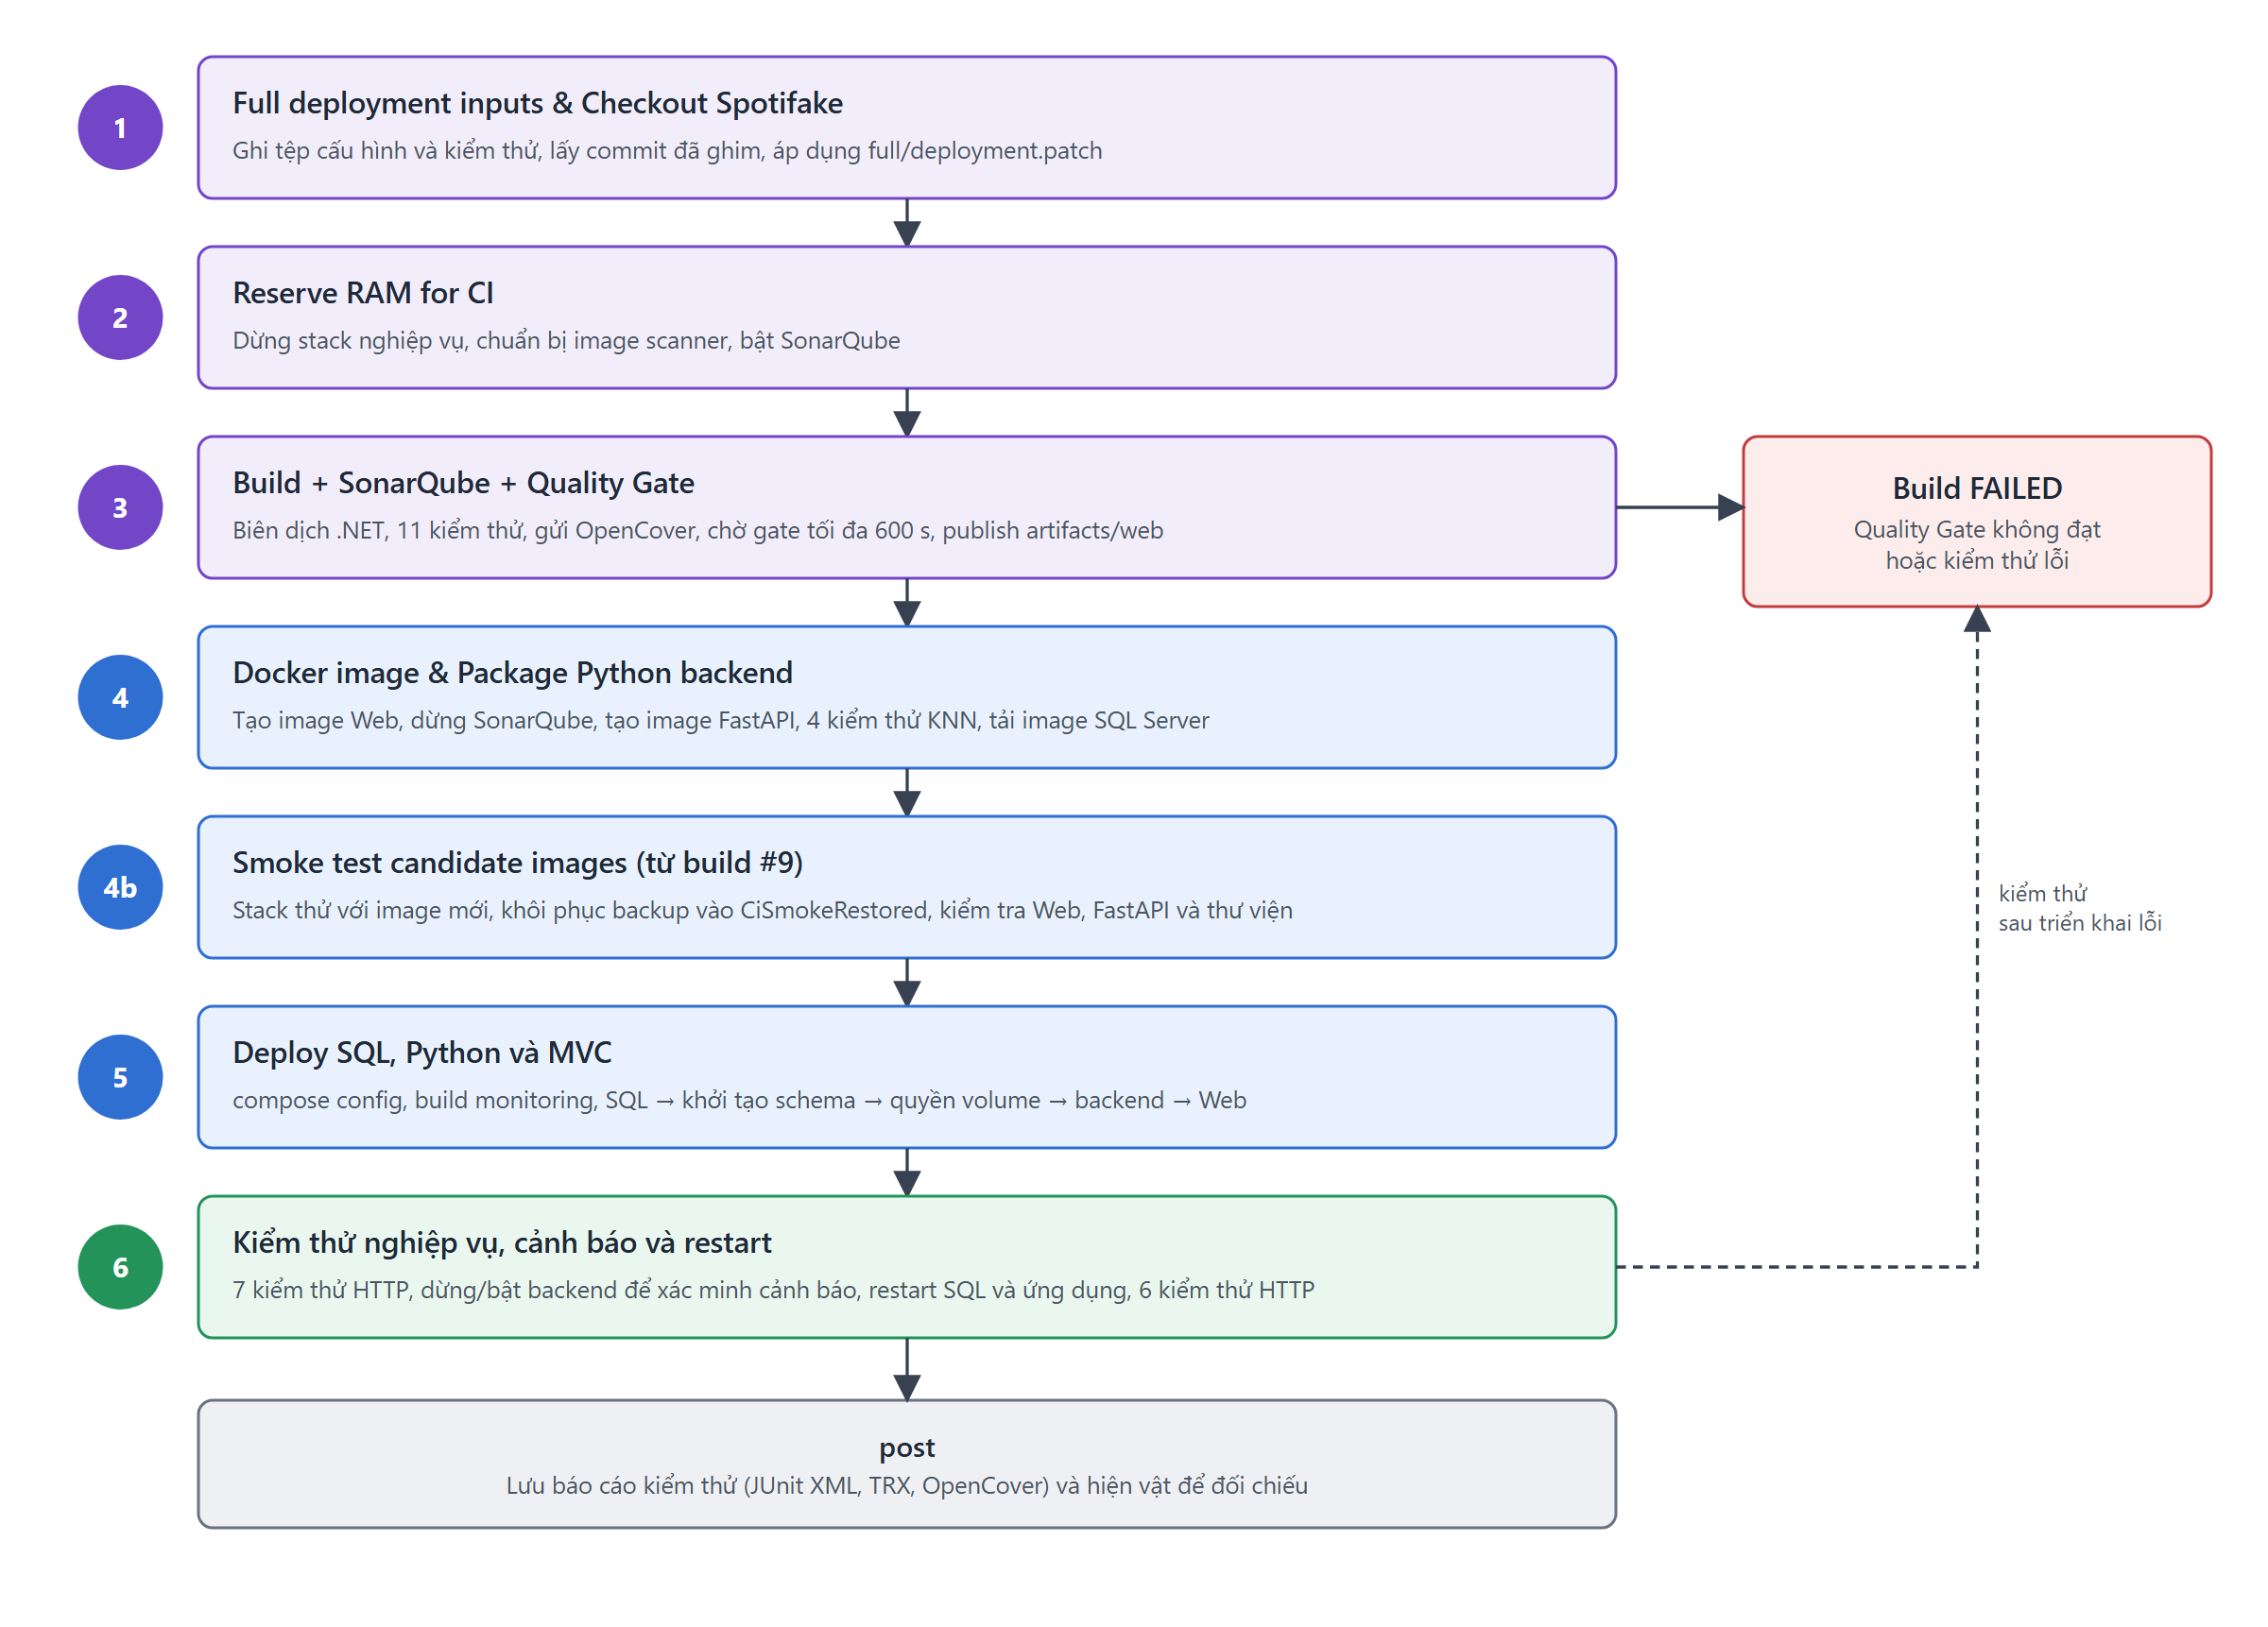 1
Full deployment inputs & Checkout Spotifake
Ghi tệp cấu hình và kiểm thử, lấy commit đã ghim, áp dụng full/deployment.patch
2
Reserve RAM for CI
Dừng stack nghiệp vụ, chuẩn bị image scanner, bật SonarQube
3
Build + SonarQube + Quality Gate
Biên dịch .NET, 11 kiểm thử, gửi OpenCover, chờ gate tối đa 600 s, publish artifacts/web
Build FAILED
Quality Gate không đạt
hoặc kiểm thử lỗi
4
Docker image & Package Python backend
Tạo image Web, dừng SonarQube, tạo image FastAPI, 4 kiểm thử KNN, tải image SQL Server
4b
Smoke test candidate images (từ build #9)
Stack thử với image mới, khôi phục backup vào CiSmokeRestored, kiểm tra Web, FastAPI và thư viện
kiểm thử
sau triển khai lỗi
5
Deploy SQL, Python và MVC
compose config, build monitoring, SQL → khởi tạo schema → quyền volume → backend → Web
6
Kiểm thử nghiệp vụ, cảnh báo và restart
7 kiểm thử HTTP, dừng/bật backend để xác minh cảnh báo, restart SQL và ứng dụng, 6 kiểm thử HTTP
post
Lưu báo cáo kiểm thử (JUnit XML, TRX, OpenCover) và hiện vật để đối chiếu